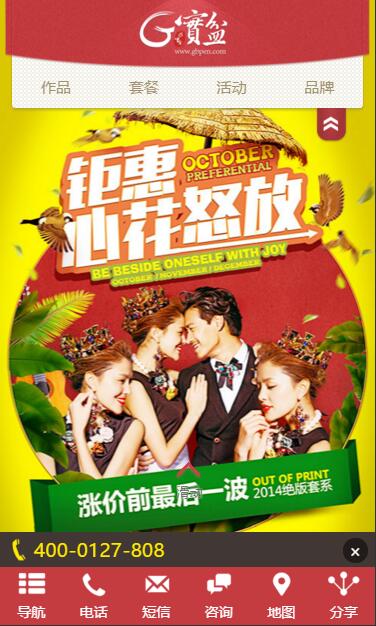 G 寳盆
www.gbpen.com
作品 套餐 活动 品牌
钜惠
OCTOBER
PREFERENTIAL
心花怒放
BE BESIDE ONESELF WITH JOY
OCTOBER / NOVEMBER / DECEMBER
涨价前最后一波
OUT OF PRINT
2014绝版套系
400-0127-808
导航 电话 短信 咨询 地图 分享